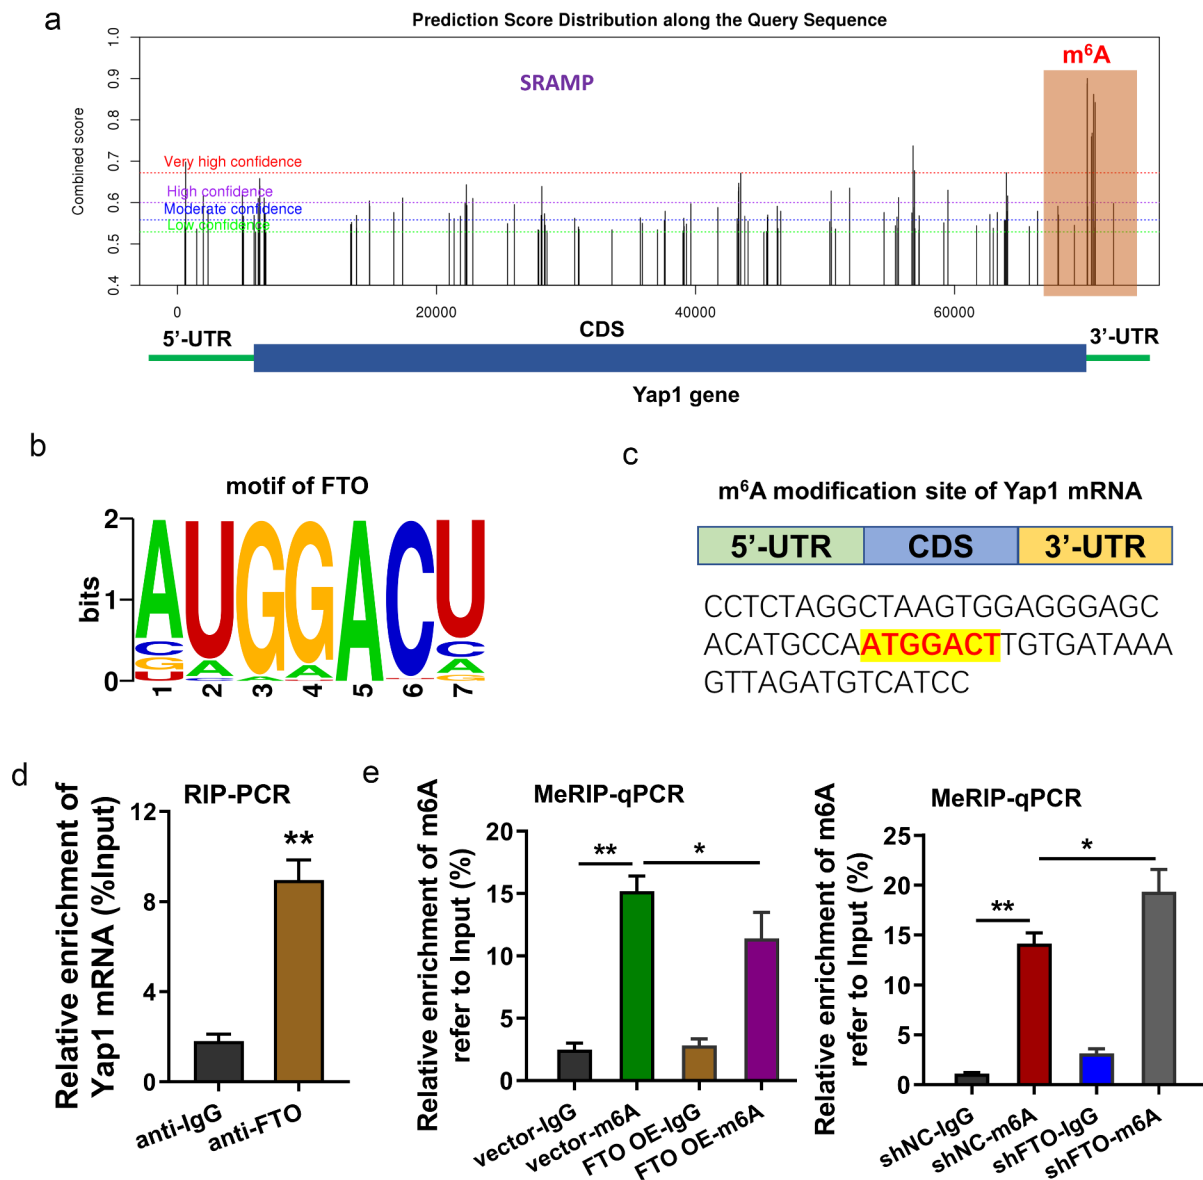 a
Prediction Score Distribution along the Query Sequence
m⁶A
SRAMP
Combined score
1.0
0.9
0.8
0.7
0.6
0.5
0.4
Very high confidence
High confidence
Moderate confidence
Low confidence
0 20000 40000 60000
5'-UTR CDS 3'-UTR
Yap1 gene
b
motif of FTO
bits
2
1
0
AUGGACU
1 2 3 4 5 6 7
c
m⁶A modification site of Yap1 mRNA
5'-UTR CDS 3'-UTR
CCTCTAGGCTAAGTGGAGGGAGC
ACATGCCAATGGACTTGTGATAAA
GTTAGATGTCATCC
d
RIP-PCR
Relative enrichment of
Yap1 mRNA (%Input)
12
8
4
0
**
anti-IgG
anti-FTO
e
MeRIP-qPCR
Relative enrichment of m6A
refer to Input (%)
20
15
10
5
0
**
*
vector-IgG
vector-m6A
FTO OE-IgG
FTO OE-m6A
MeRIP-qPCR
Relative enrichment of m6A
refer to Input (%)
25
20
15
10
5
0
**
*
shNC-IgG
shNC-m6A
shFTO-IgG
shFTO-m6A